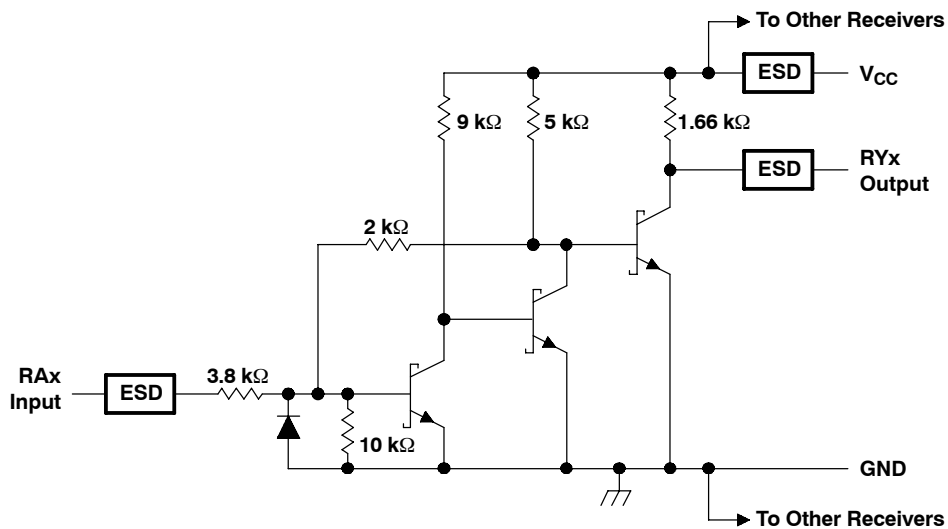 To Other Receivers
ESD
VCC
9 kΩ
5 kΩ
1.66 kΩ
ESD
RYx
Output
2 kΩ
RAx
Input
ESD
3.8 kΩ
10 kΩ
GND
To Other Receivers